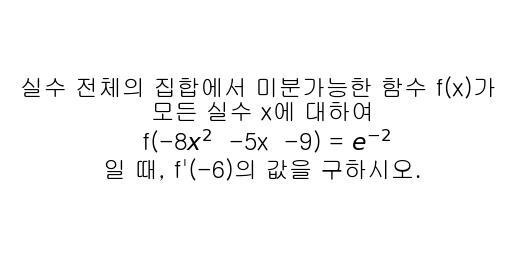 실수 전체의 집합에서 미분가능한 함수 f(x)가
모든 실수 x에 대하여
f(−8x² −5x −9) = e⁻²
일 때, f'(−6)의 값을 구하시오.